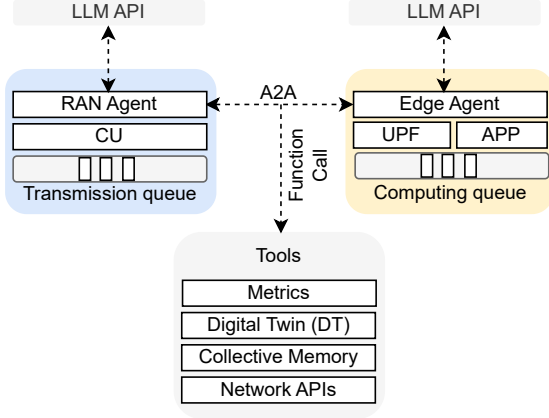 LLM API
LLM API
RAN Agent
A2A
Edge Agent
CU
UPF
APP
Function
Call
Transmission queue
Computing queue
Tools
Metrics
Digital Twin (DT)
Collective Memory
Network APIs